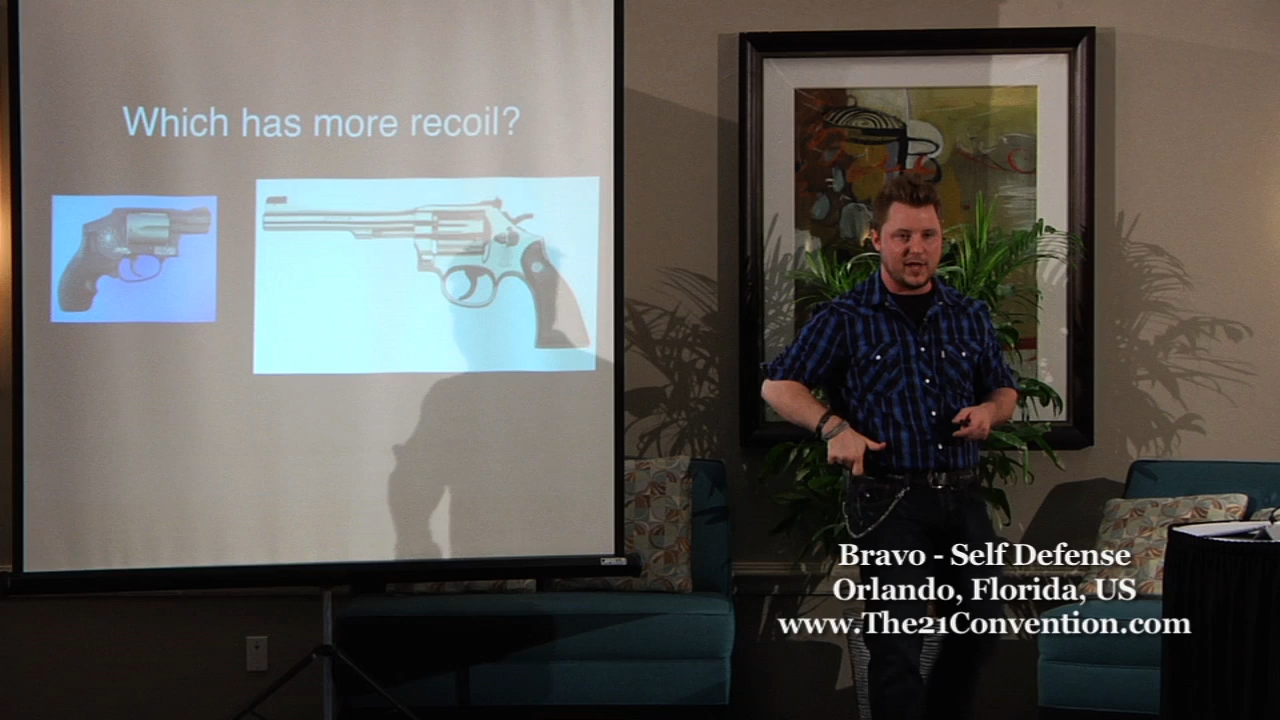 Which has more recoil?
Bravo - Self Defense
Orlando, Florida, US
www.The21Convention.com